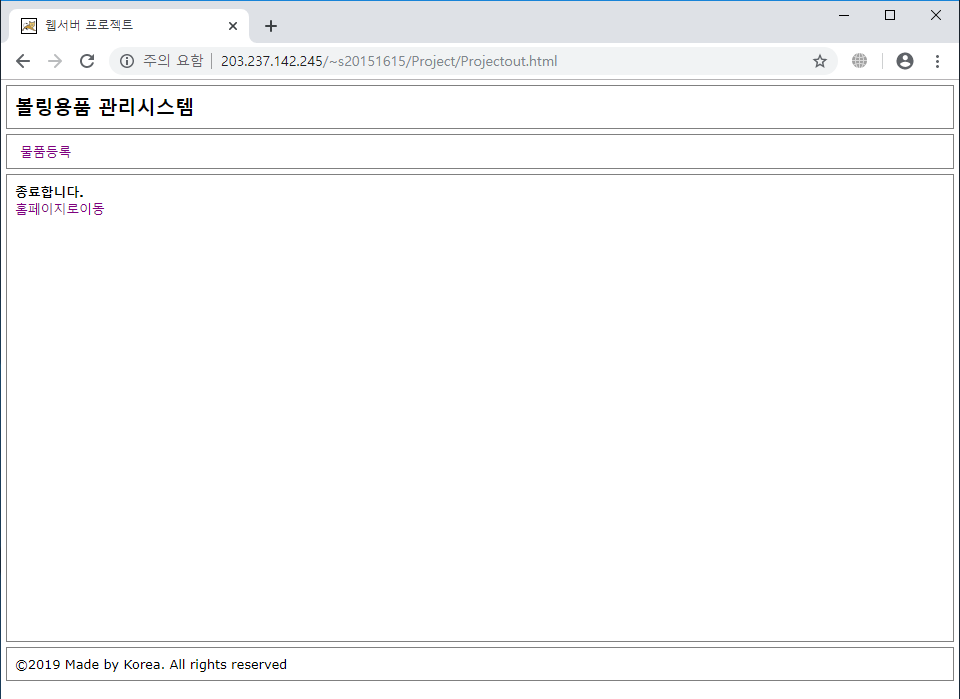 웹서버 프로젝트
주의 요함 | 203.237.142.245/~s20151615/Project/Projectout.html
볼링용품 관리시스템
물품등록
종료합니다.
홈페이지로이동
©2019 Made by Korea. All rights reserved